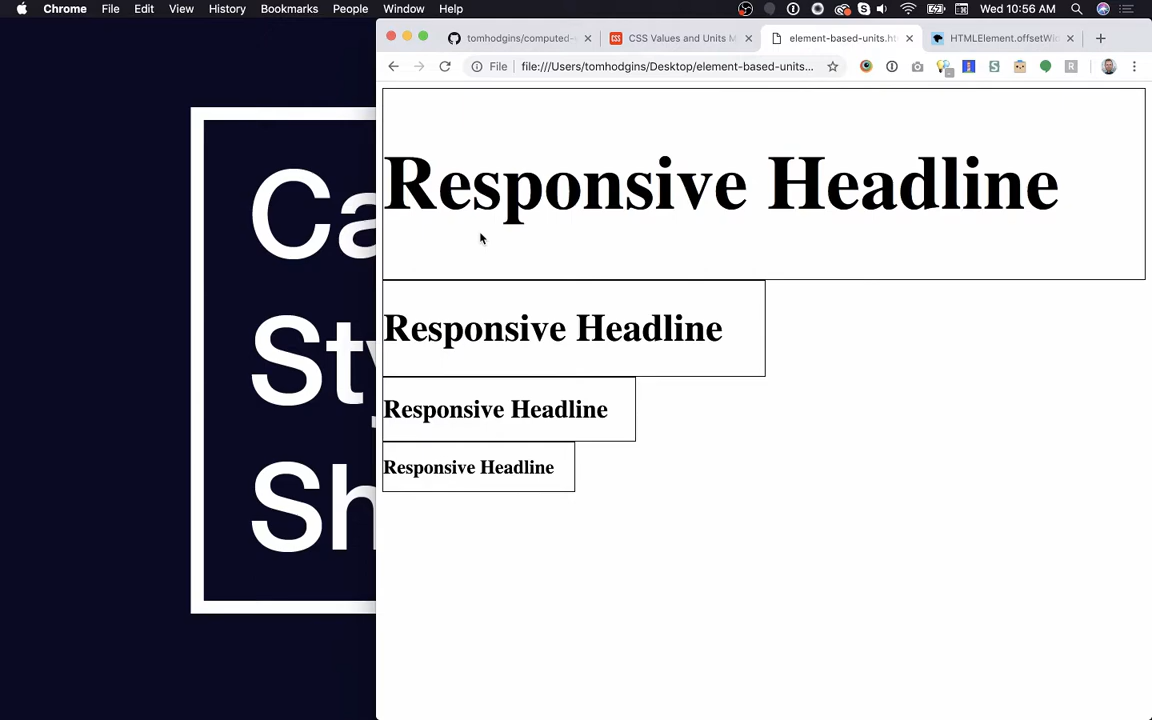 Chrome File Edit View History Bookmarks People Window Help Wed 10:56 AM
tomhodgins/computed- CSS Values and Units M element-based-units.ht HTMLElement.offsetWid
File file:///Users/tomhodgins/Desktop/element-based-units...
Ca
Sty
Sh
Responsive Headline
Responsive Headline
Responsive Headline
Responsive Headline